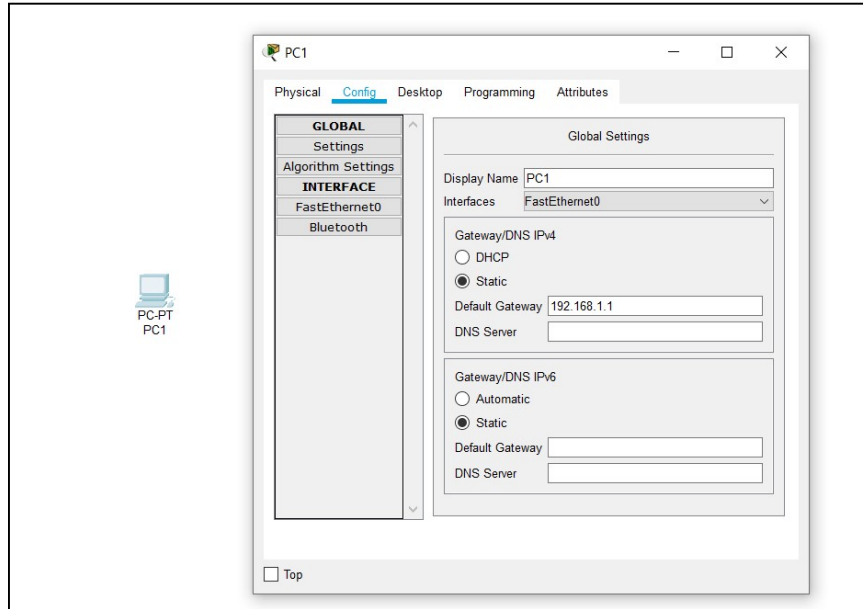 PC1
Physical Config Desktop Programming Attributes
GLOBAL
Settings
Algorithm Settings
INTERFACE
FastEthernet0
Bluetooth
Global Settings
Display Name PC1
Interfaces FastEthernet0
Gateway/DNS IPv4
DHCP
Static
Default Gateway 192.168.1.1
DNS Server
Gateway/DNS IPv6
Automatic
Static
Default Gateway
DNS Server
Top
PC-PT
PC1